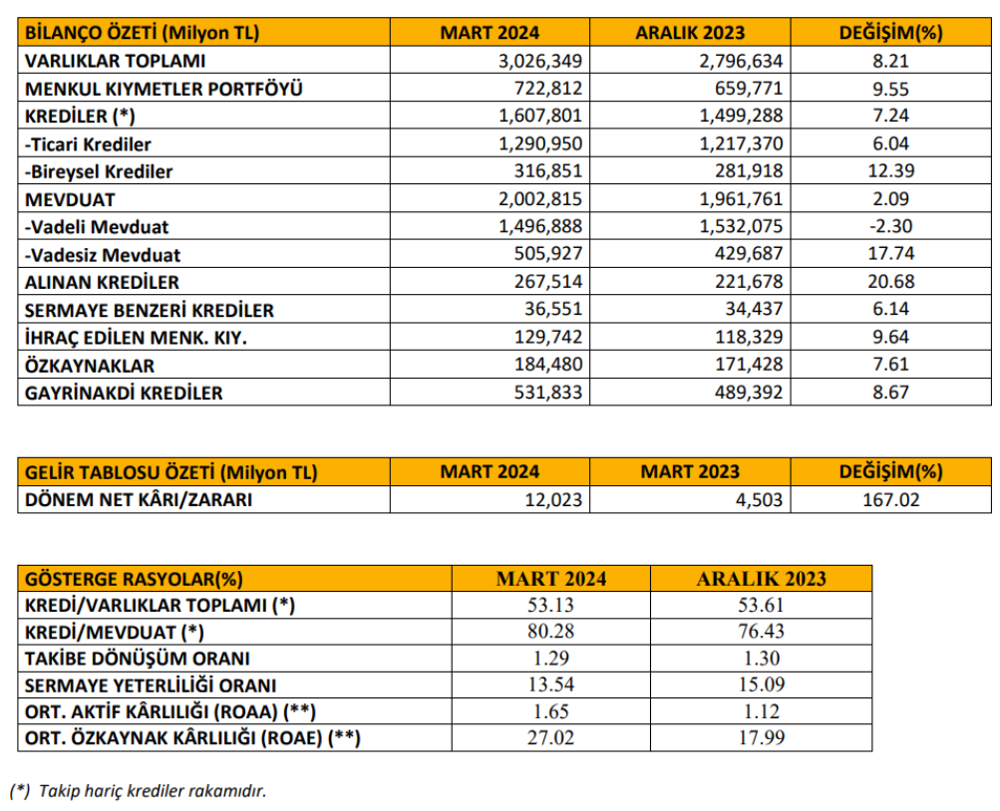 BİLANÇO ÖZETİ (Milyon TL) MART 2024 ARALIK 2023 DEĞİŞİM(%)
VARLIKLAR TOPLAMI 3,026,349 2,796,634 8.21
MENKUL KIYMETLER PORTFÖYÜ 722,812 659,771 9.55
KREDİLER (*) 1,607,801 1,499,288 7.24
-Ticari Krediler 1,290,950 1,217,370 6.04
-Bireysel Krediler 316,851 281,918 12.39
MEVDUAT 2,002,815 1,961,761 2.09
-Vadeli Mevduat 1,496,888 1,532,075 -2.30
-Vadesiz Mevduat 505,927 429,687 17.74
ALINAN KREDİLER 267,514 221,678 20.68
SERMAYE BENZERİ KREDİLER 36,551 34,437 6.14
İHRAÇ EDİLEN MENK. KIY. 129,742 118,329 9.64
ÖZKAYNAKLAR 184,480 171,428 7.61
GAYRİNAKDİ KREDİLER 531,833 489,392 8.67
GELİR TABLOSU ÖZETİ (Milyon TL) MART 2024 MART 2023 DEĞİŞİM(%)
DÖNEM NET KÂRI/ZARARI 12,023 4,503 167.02
GÖSTERGE RASYOLAR(%) MART 2024 ARALIK 2023
KREDİ/VARLIKLAR TOPLAMI (*) 53.13 53.61
KREDİ/MEVDUAT (*) 80.28 76.43
TAKİBE DÖNÜŞÜM ORANI 1.29 1.30
SERMAYE YETERLİLİĞİ ORANI 13.54 15.09
ORT. AKTİF KÂRLILIĞI (ROAA) (**) 1.65 1.12
ORT. ÖZKAYNAK KÂRLILIĞI (ROAE) (**) 27.02 17.99
(*) Takip hariç krediler rakamıdır.